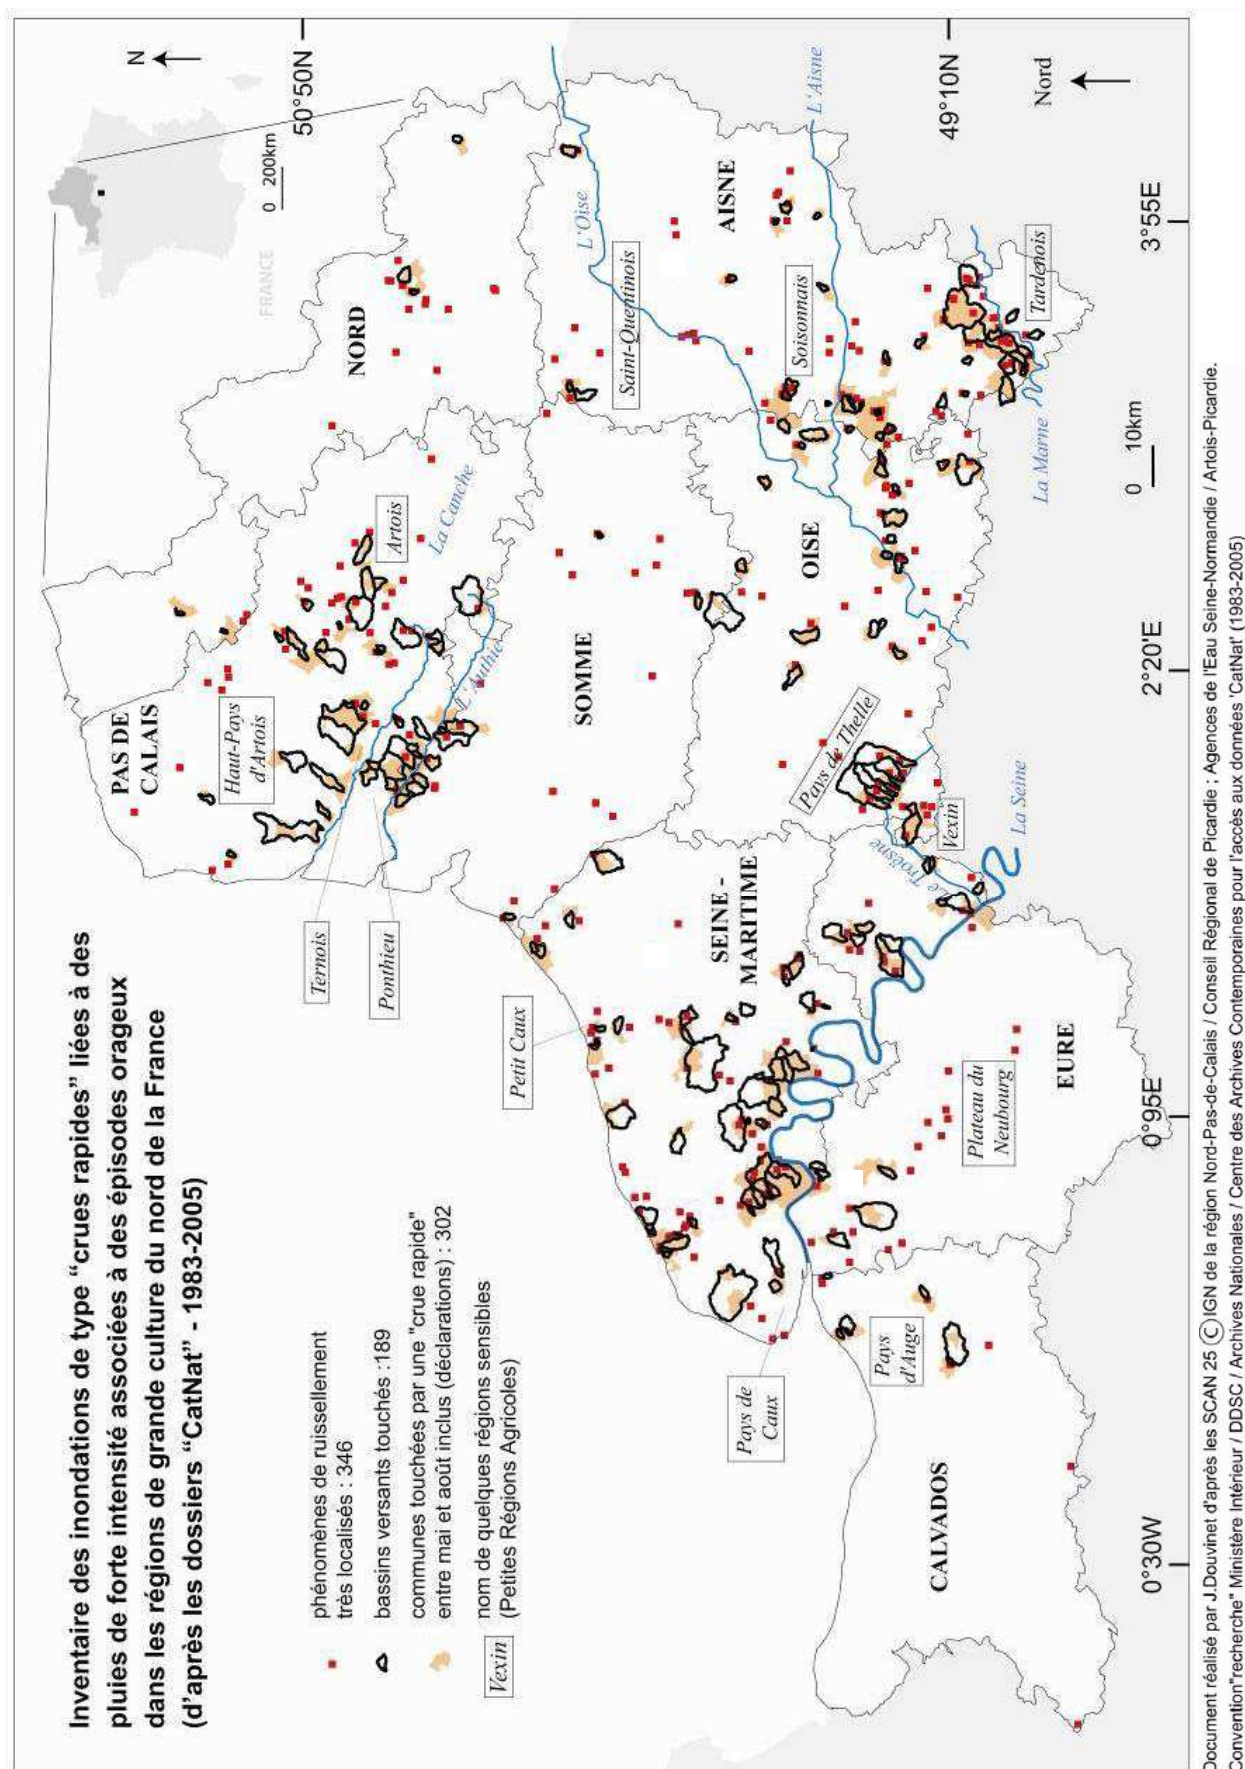 Inventaire des inondations de type "crues rapides" liées à des
pluies de forte intensité associées à des épisodes orageux
dans les régions de grande culture du nord de la France
(d'après les dossiers "CatNat" - 1983-2005)
phénomènes de ruissellement
très localisés : 346
bassins versants touchés :189
communes touchées par une "crue rapide"
entre mai et août inclus (déclarations) : 302
Vexin
nom de quelques régions sensibles
(Petites Régions Agricoles)
N
FRANCE
0 200km
50°50N
49°10N
Nord
PAS DE
CALAIS
NORD
Haut-Pays
d'Artois
Artois
La Canche
L'Authie
Ternois
Ponthieu
SOMME
Saint-Quentinois
L'Oise
AISNE
L'Aisne
Soisonnais
Tardenois
La Marne
OISE
Pays de Thelle
Vexin
Le Troësne
La Seine
SEINE -
MARITIME
Petit Caux
Pays de
Caux
EURE
Plateau du
Neubourg
Pays
d'Auge
CALVADOS
0 10km
0°30W
0°95E
2°20'E
3°55E
Document réalisé par J.Douvinet d'après les SCAN 25 © IGN de la région Nord-Pas-de-Calais / Conseil Régional de Picardie ; Agences de l'Eau Seine-Normandie / Artois-Picardie.
Convention"recherche" Ministère Intérieur / DDSC / Archives Nationales / Centre des Archives Contemporaines pour l'accès aux données 'CatNat' (1983-2005)